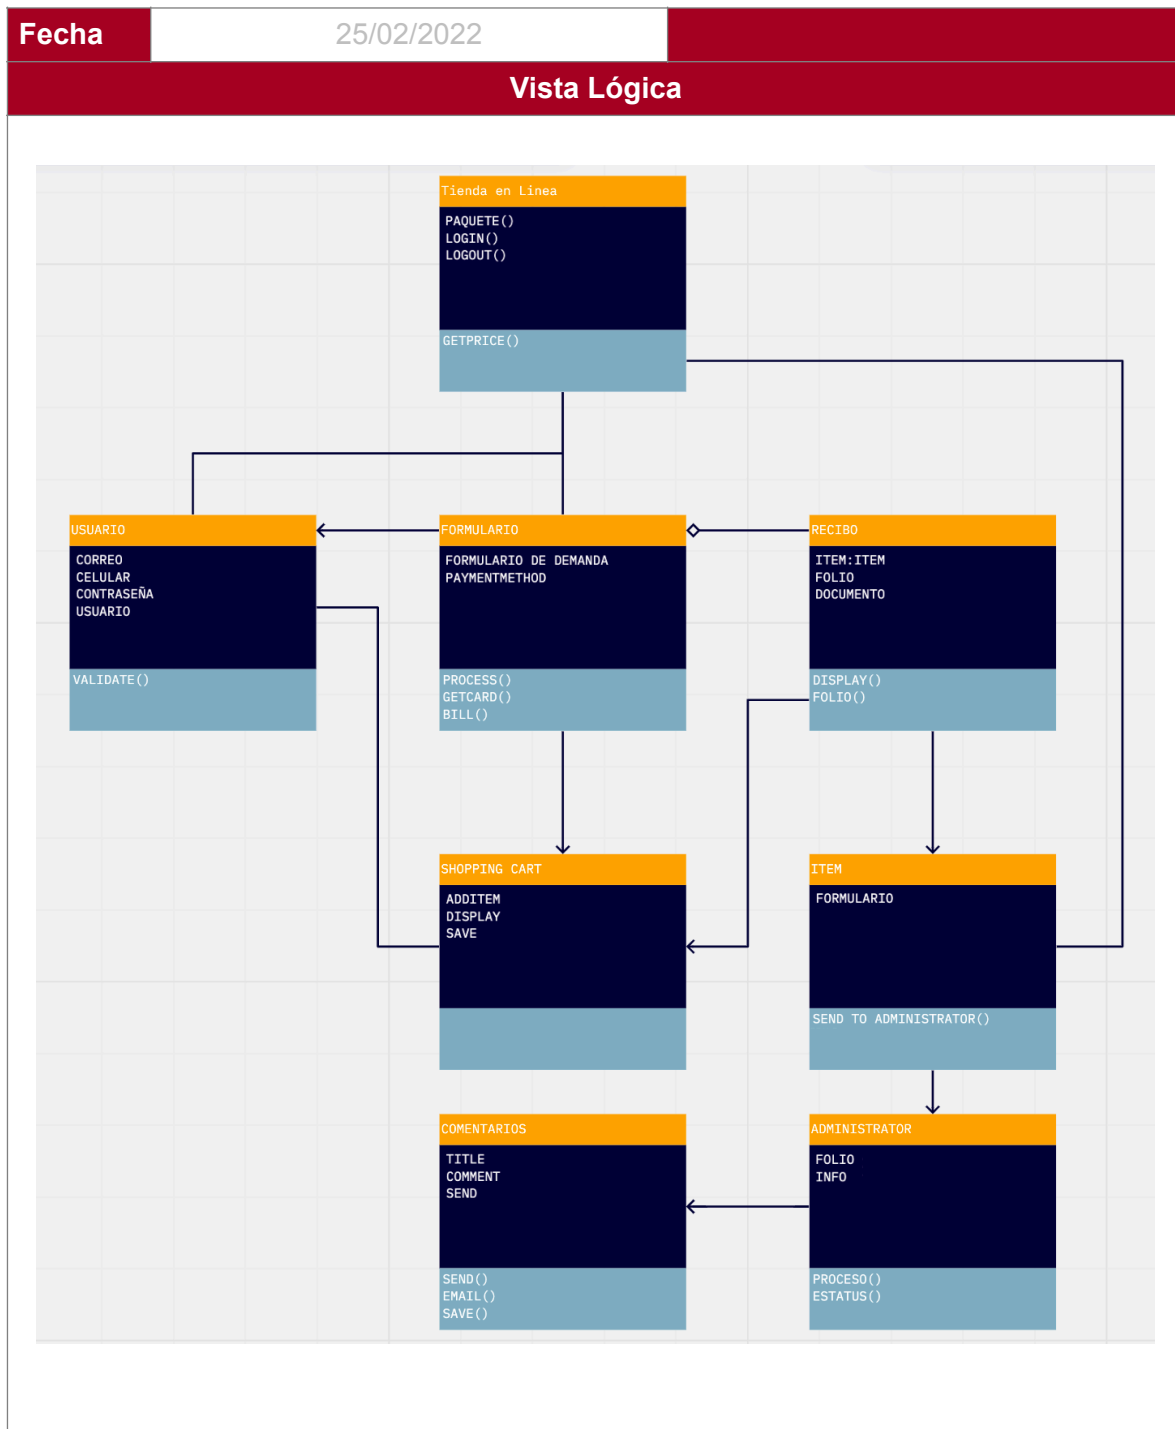 Fecha
25/02/2022
Vista Lógica
Tienda en Linea
PAQUETE()
LOGIN()
LOGOUT()
GETPRICE()
USUARIO
CORREO
CELULAR
CONTRASEÑA
USUARIO
VALIDATE()
FORMULARIO
FORMULARIO DE DEMANDA
PAYMENTMETHOD
PROCESS()
GETCARD()
BILL()
RECIBO
ITEM:ITEM
FOLIO
DOCUMENTO
DISPLAY()
FOLIO()
SHOPPING CART
ADDITEM
DISPLAY
SAVE
ITEM
FORMULARIO
SEND TO ADMINISTRATOR()
COMENTARIOS
TITLE
COMMENT
SEND
SEND()
EMAIL()
SAVE()
ADMINISTRATOR
FOLIO
INFO
PROCESO()
ESTATUS()